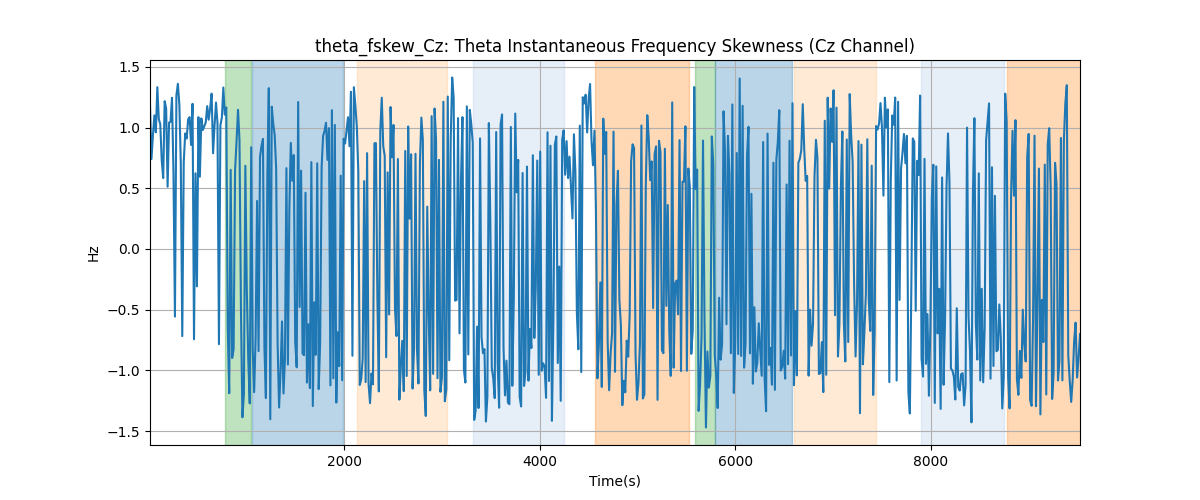 theta_fskew_Cz: Theta Instantaneous Frequency Skewness (Cz Channel)
1.5
1.0
0.5
0.0
−0.5
−1.0
−1.5
Hz
2000 4000 6000 8000
Time(s)